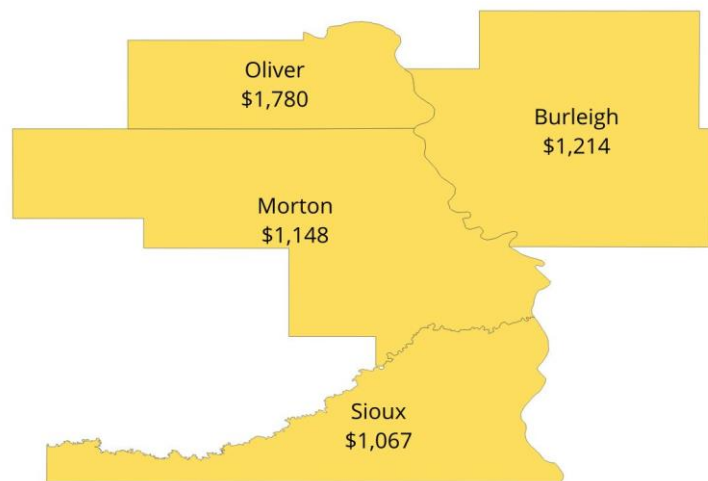 Oliver
$1,780
Burleigh
$1,214
Morton
$1,148
Sioux
$1,067